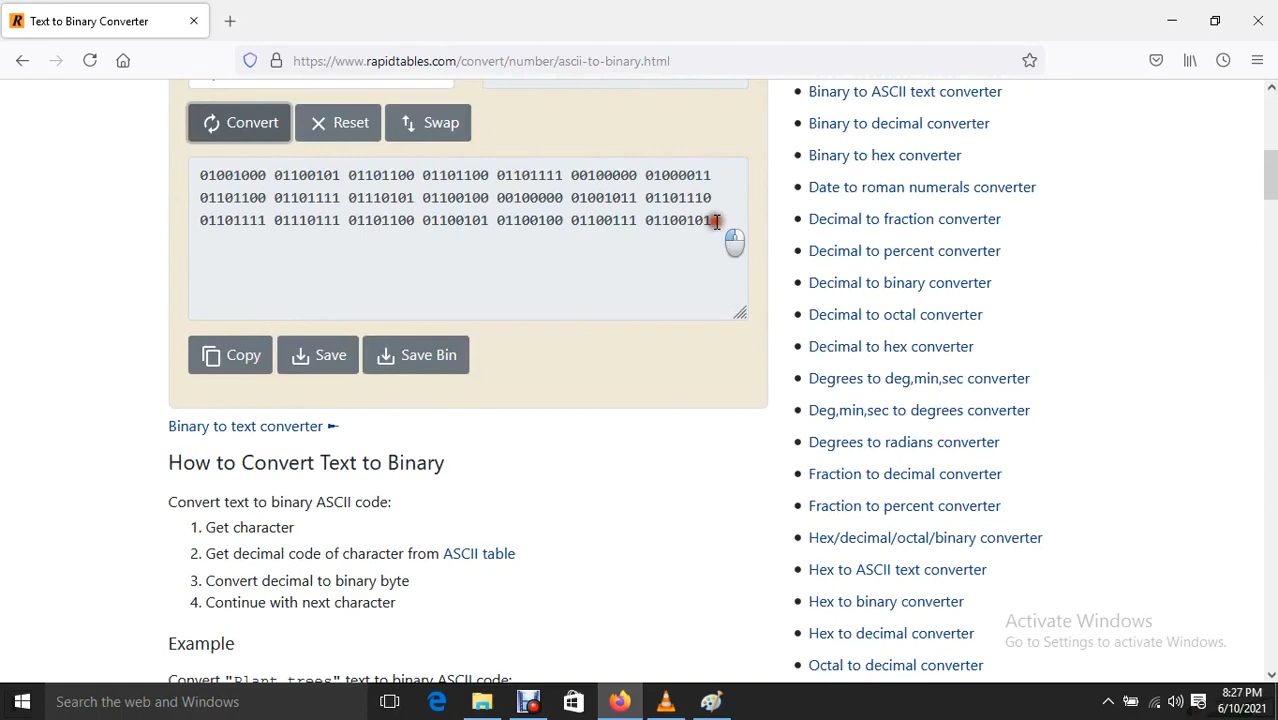 Text to Binary Converter
https://www.rapidtables.com/convert/number/ascii-to-binary.html
Convert
Reset
Swap
01001000 01100101 01101100 01101100 01101111 00100000 01000011
01101100 01101111 01110101 01100100 00100000 01001011 01101110
01101111 01110111 01101100 01100101 01100100 01100111 01100101
Copy
Save
Save Bin
Binary to text converter ►
How to Convert Text to Binary
Convert text to binary ASCII code:
1. Get character
2. Get decimal code of character from ASCII table
3. Convert decimal to binary byte
4. Continue with next character
Example
Convert "Plant trees" text to binary ASCII code:
• Binary to ASCII text converter
• Binary to decimal converter
• Binary to hex converter
• Date to roman numerals converter
• Decimal to fraction converter
• Decimal to percent converter
• Decimal to binary converter
• Decimal to octal converter
• Decimal to hex converter
• Degrees to deg,min,sec converter
• Deg,min,sec to degrees converter
• Degrees to radians converter
• Fraction to decimal converter
• Fraction to percent converter
• Hex/decimal/octal/binary converter
• Hex to ASCII text converter
• Hex to binary converter
• Hex to decimal converter
• Octal to decimal converter
Activate Windows
Go to Settings to activate Windows.
Search the web and Windows
8:27 PM
6/10/2021